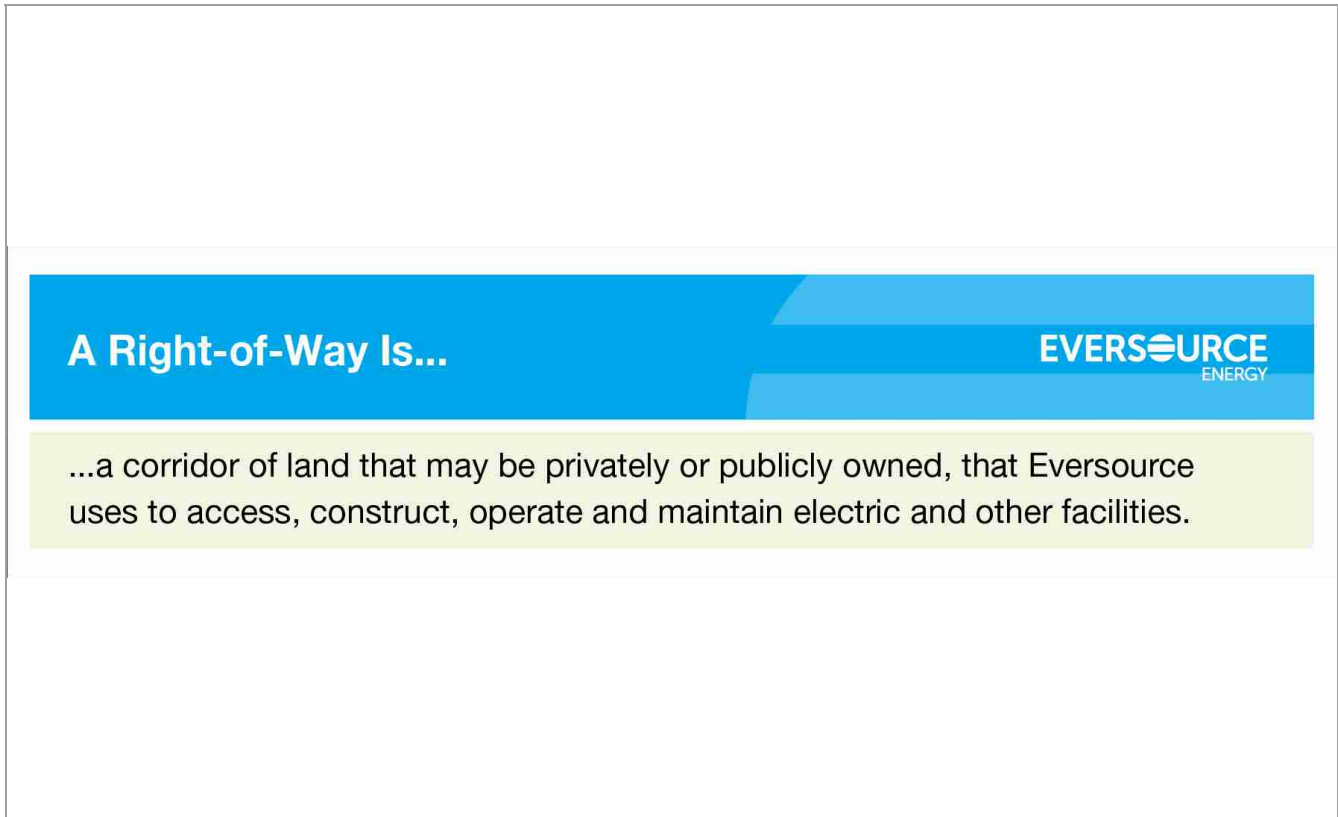 A Right-of-Way Is...
EVERSOURCE
ENERGY
...a corridor of land that may be privately or publicly owned, that Eversource
uses to access, construct, operate and maintain electric and other facilities.